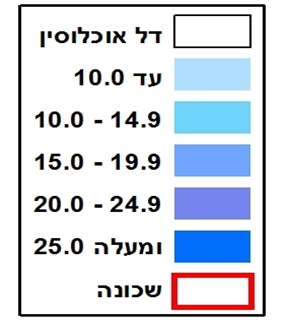 דל אוכלוסין
עד 10.0
10.0 - 14.9
15.0 - 19.9
20.0 - 24.9
25.0 ומעלה
שכונה